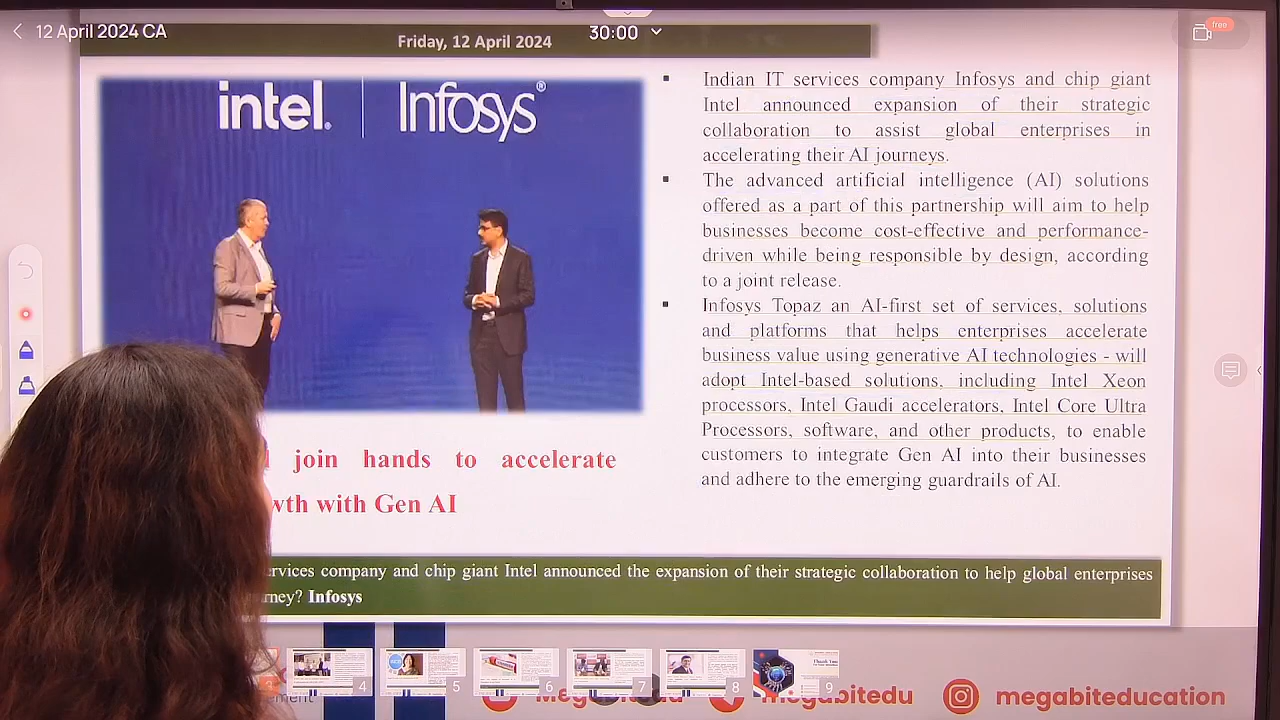 12 April 2024 CA
30:00
free
Friday, 12 April 2024
intel. Infosys®
Indian IT services company Infosys and chip giant
Intel announced expansion of their strategic
collaboration to assist global enterprises in
accelerating their AI journeys.
The advanced artificial intelligence (AI) solutions
offered as a part of this partnership will aim to help
businesses become cost-effective and performance-
driven while being responsible by design, according
to a joint release.
Infosys Topaz an AI-first set of services, solutions
and platforms that helps enterprises accelerate
business value using generative AI technologies - will
adopt Intel-based solutions, including Intel Xeon
processors, Intel Gaudi accelerators, Intel Core Ultra
Processors, software, and other products, to enable
customers to integrate Gen AI into their businesses
and adhere to the emerging guardrails of AI.
join hands to accelerate
with Gen AI
company and chip giant Intel announced the expansion of their strategic collaboration to help global enterprises
Infosys
3 4 5 6 7 8 9
megabitedu megabitedu megabiteducation